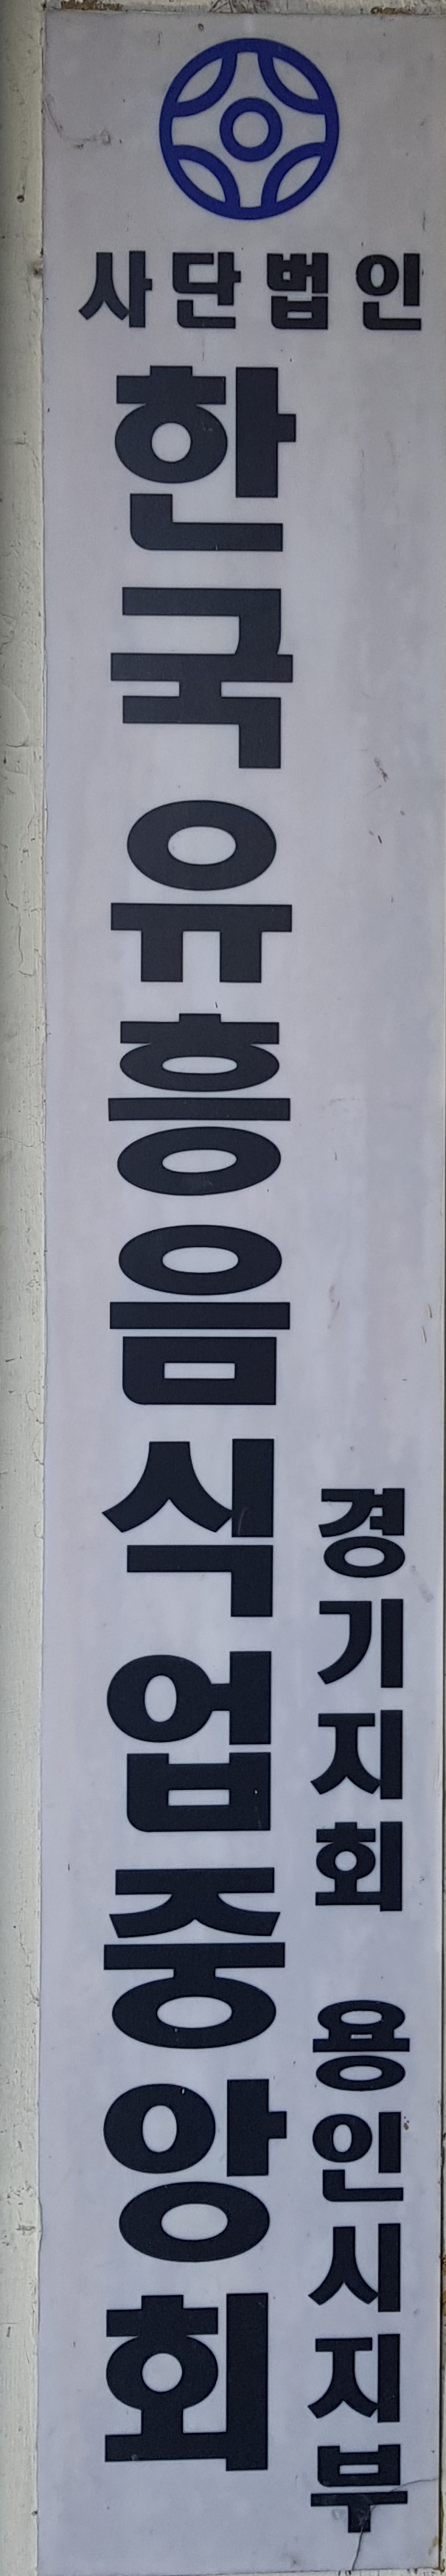 사단법인
한국유흥음식업중앙회
경기지회 용인시지부